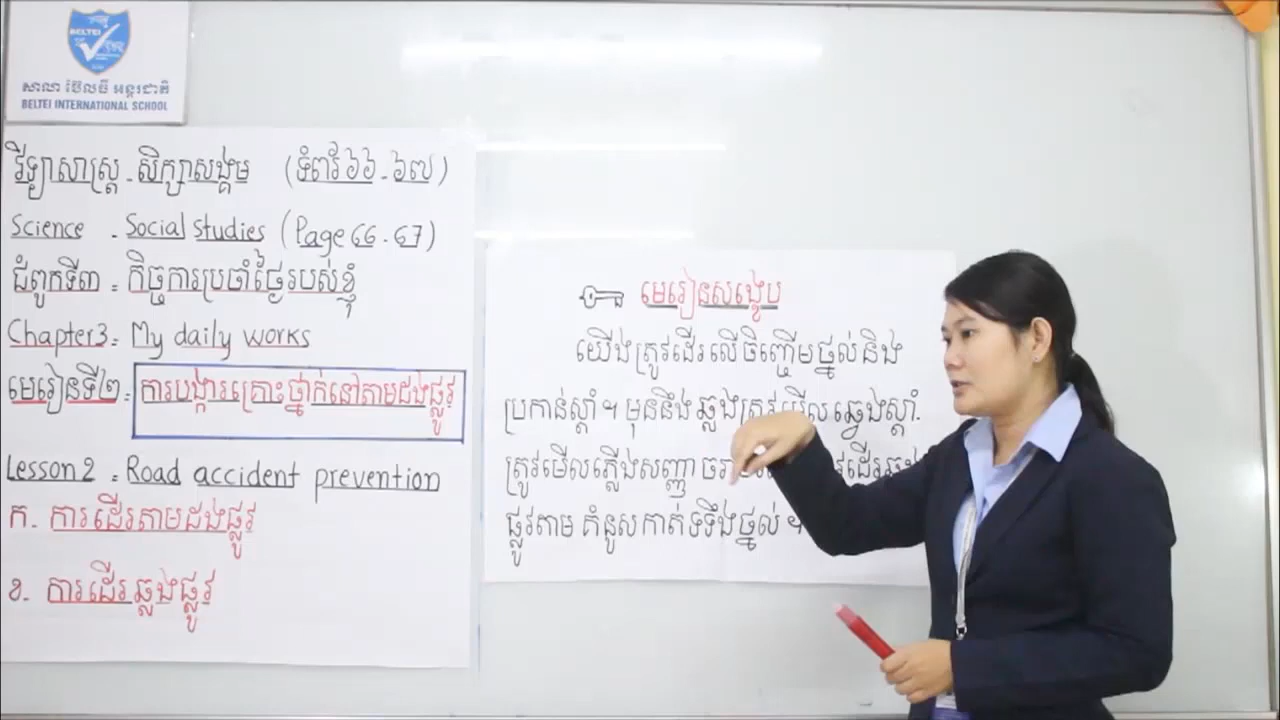 BELTEI
សាលា ប៊ែលធី អន្តរជាតិ
BELTEI INTERNATIONAL SCHOOL
វិទ្យាសាស្ត្រ - សិក្សាសង្គម (ទំពរ័៦៦ - ៦៧)
Science - Social studies (Page 66 - 67)
ជំពូកទី៣ = កិច្ចការប្រចាំថ្ងៃរបស់ខ្ញុំ
Chapter3 = My daily works
មេរៀនទី២ = ការបង្ការគ្រោះថ្នាក់នៅតាមដងផ្លូវ
Lesson 2 = Road accident prevention
ក - ការដើរតាមដងផ្លូវ
ខ - ការដើរឆ្លងផ្លូវ
មេរៀនសង្ខេប
យើងត្រូវដើរលើចិញ្ចើមថ្នល់និង
ប្រកាន់ស្តាំ។ មុននឹងឆ្លងត្រូវមើលឆ្វេងស្តាំ.
ត្រូវមើលភ្លើងសញ្ញាចរា
ផ្លូវតាម គំនូសកាត់ទទឹងថ្នល់។